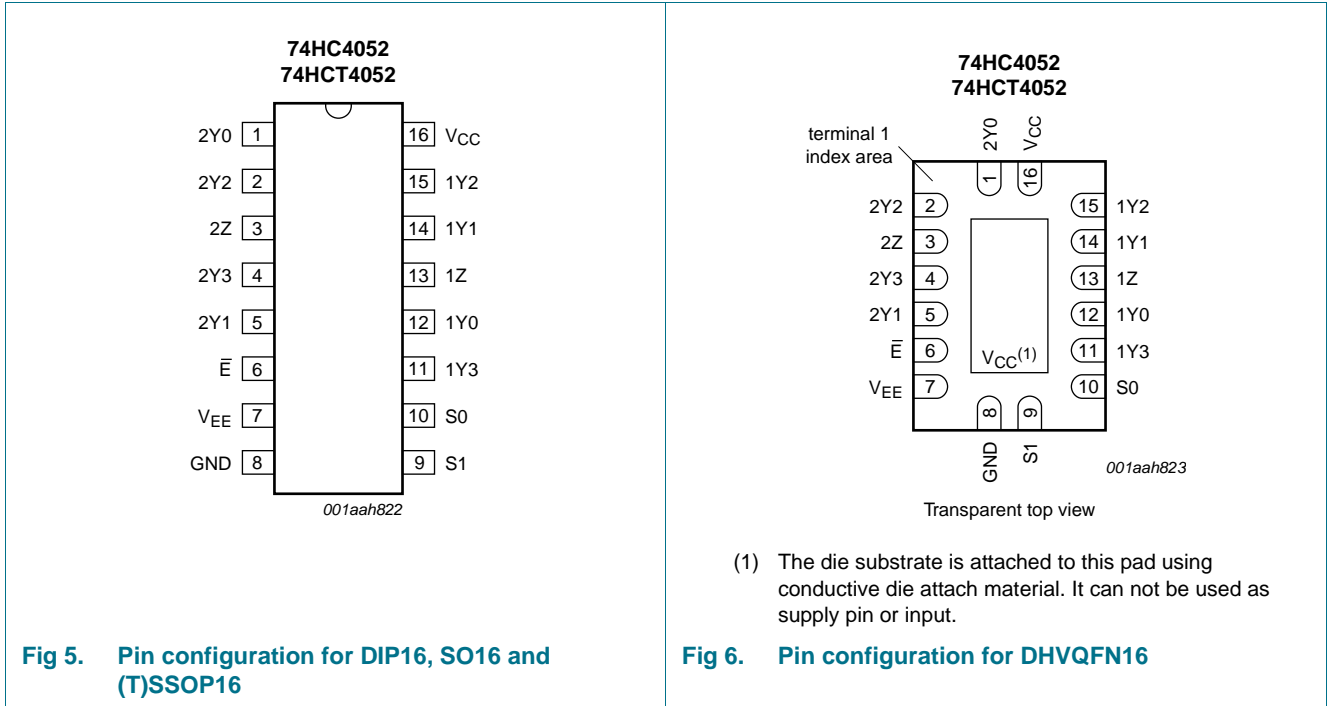 74HC4052
74HCT4052
2Y0 1 16 VCC
2Y2 2 15 1Y2
2Z 3 14 1Y1
2Y3 4 13 1Z
2Y1 5 12 1Y0
E̅ 6 11 1Y3
VEE 7 10 S0
GND 8 9 S1
001aah822
Fig 5. Pin configuration for DIP16, SO16 and
(T)SSOP16
74HC4052
74HCT4052
terminal 1
index area
2Y0 VCC
1 16
2Y2 2 15 1Y2
2Z 3 14 1Y1
2Y3 4 13 1Z
2Y1 5 12 1Y0
E̅ 6 VCC(1) 11 1Y3
VEE 7 10 S0
8 9
GND S1
001aah823
Transparent top view
(1) The die substrate is attached to this pad using
conductive die attach material. It can not be used as
supply pin or input.
Fig 6. Pin configuration for DHVQFN16